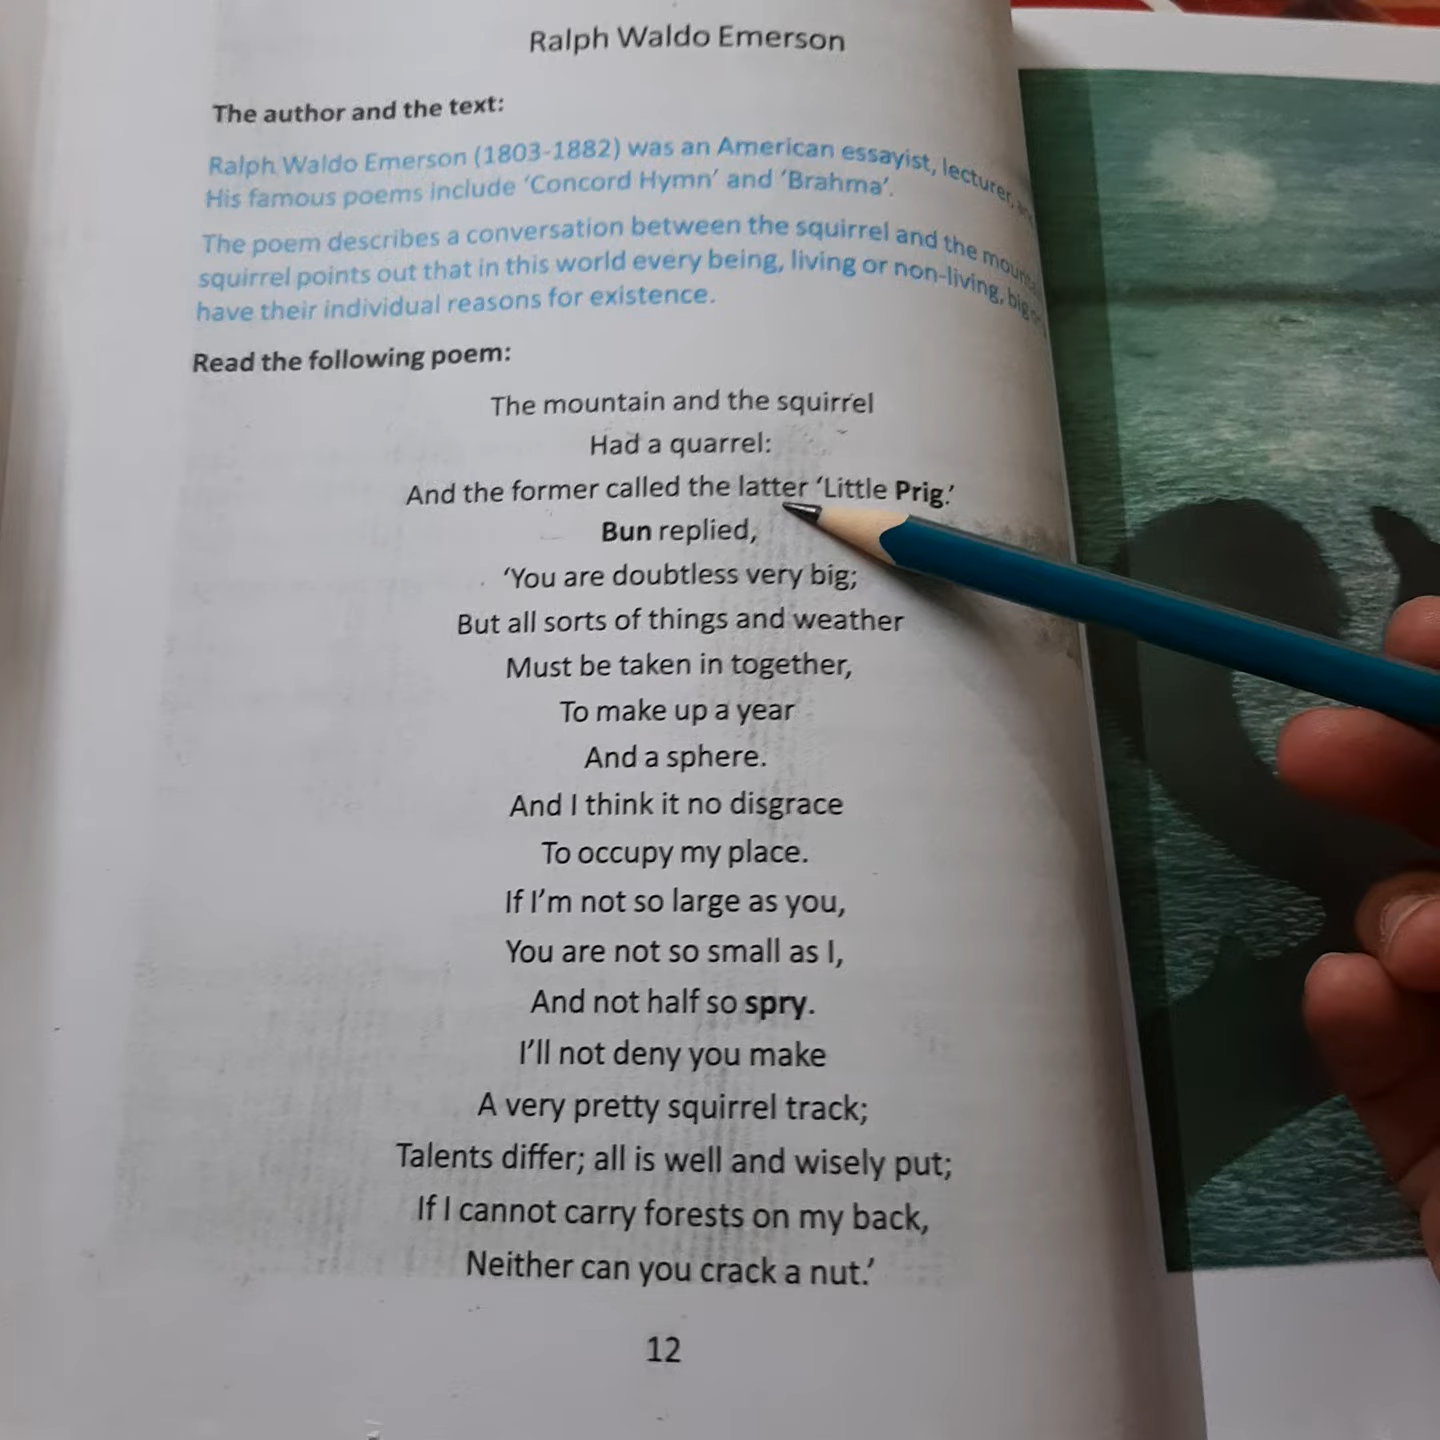 Ralph Waldo Emerson
The author and the text:
Ralph Waldo Emerson (1803-1882) was an American essayist, lecturer,
His famous poems include ‘Concord Hymn’ and ‘Brahma’.
The poem describes a conversation between the squirrel and the
squirrel points out that in this world every being, living or non-living, big
have their individual reasons for existence.
Read the following poem:
The mountain and the squirrel
Had a quarrel:
And the former called the latter ‘Little Prig.’
Bun replied,
‘You are doubtless very big;
But all sorts of things and weather
Must be taken in together,
To make up a year
And a sphere.
And I think it no disgrace
To occupy my place.
If I’m not so large as you,
You are not so small as I,
And not half so spry.
I’ll not deny you make
A very pretty squirrel track;
Talents differ; all is well and wisely put;
If I cannot carry forests on my back,
Neither can you crack a nut.’
12